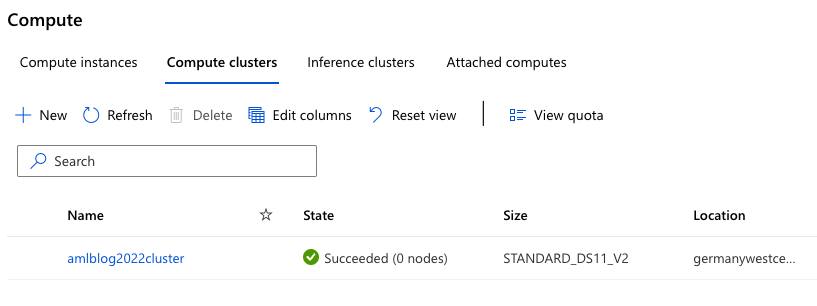 Compute
Compute instances Compute clusters Inference clusters Attached computes
New Refresh Delete Edit columns Reset view View quota
Search
Name State Size Location
amlblog2022cluster Succeeded (0 nodes) STANDARD_DS11_V2 germanywestce...